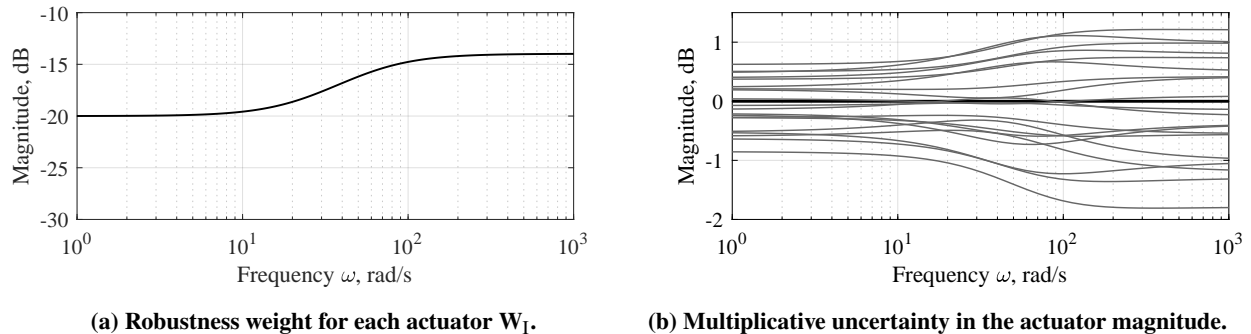 -10
-15
-20
-25
-30
Magnitude, dB
10^0
10^1
10^2
10^3
Frequency ω, rad/s
(a) Robustness weight for each actuator W_I.
1
0
-1
-2
Magnitude, dB
10^0
10^1
10^2
10^3
Frequency ω, rad/s
(b) Multiplicative uncertainty in the actuator magnitude.